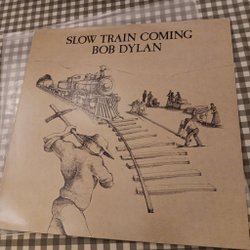 SLOW TRAIN COMING
BOB DYLAN